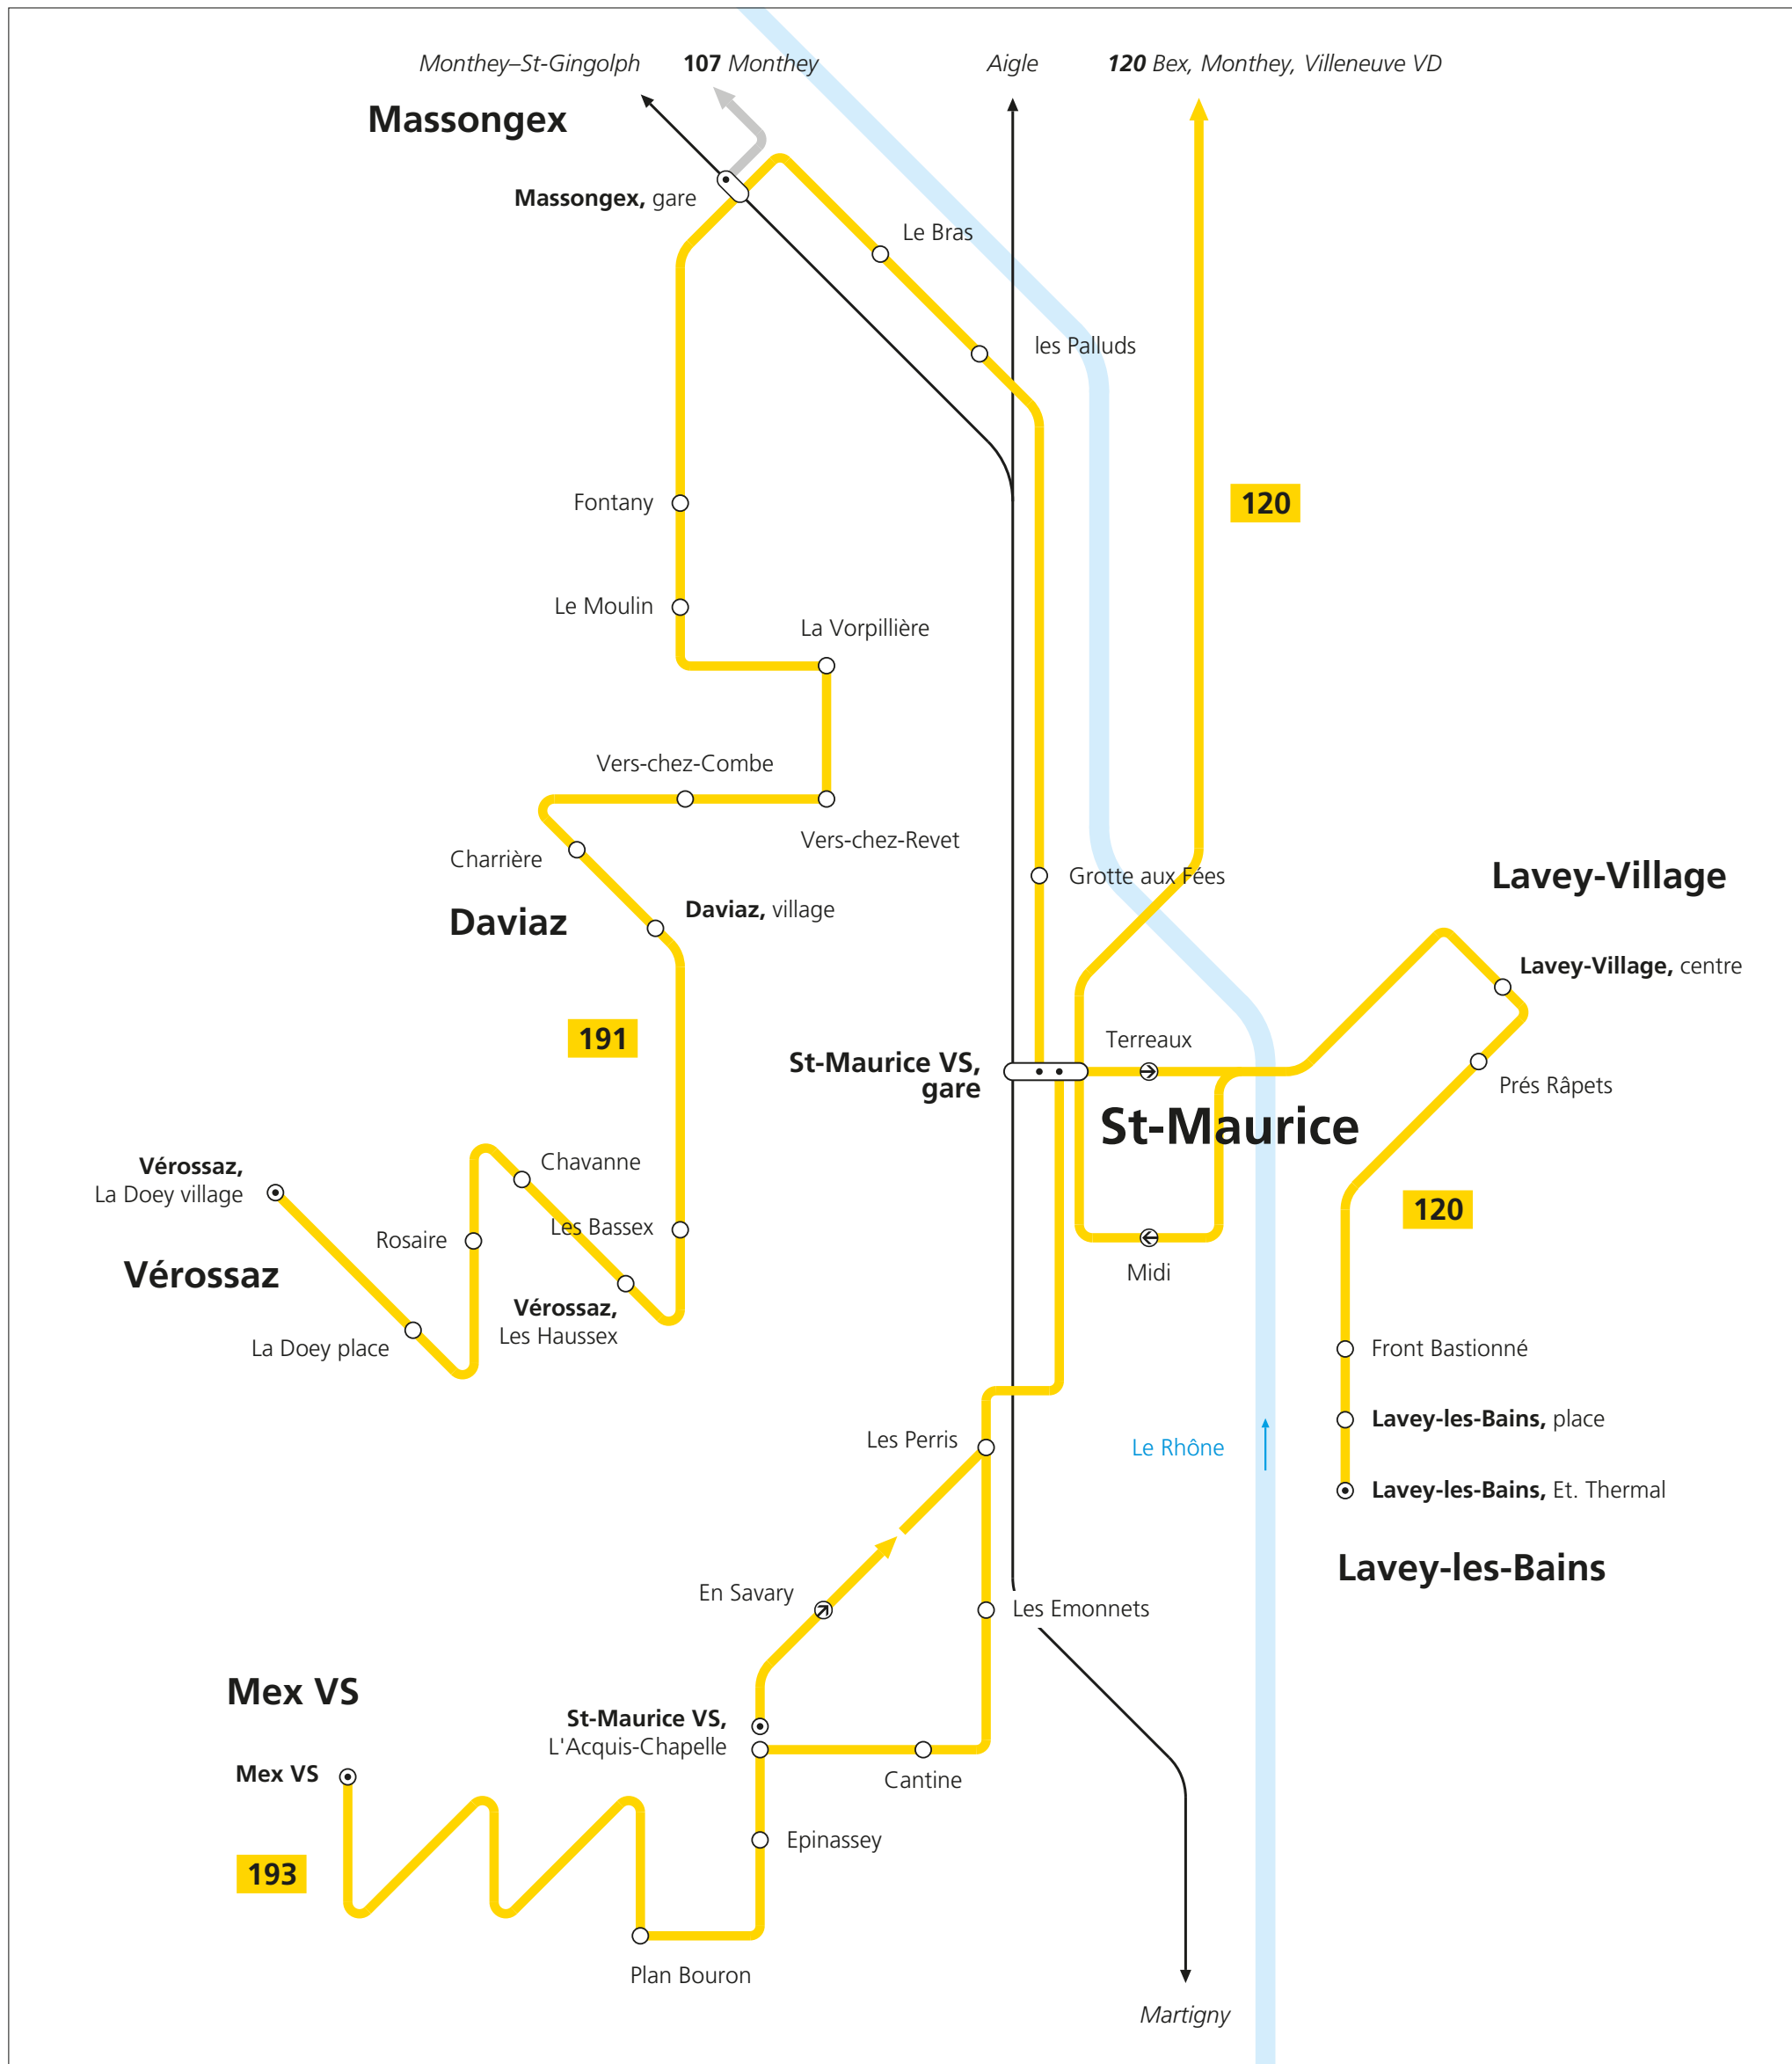 Monthey–St-Gingolph
107 Monthey
Aigle
120 Bex, Monthey, Villeneuve VD
Massongex
Massongex, gare
Le Bras
les Palluds
Fontany
120
Le Moulin
La Vorpillière
Vers-chez-Combe
Vers-chez-Revet
Charrière
Grotte aux Fées
Lavey-Village
Daviaz, village
Daviaz
Lavey-Village, centre
191
Terreaux
St-Maurice VS,
gare
Prés Râpets
St-Maurice
Vérossaz,
La Doey village
Chavanne
Les Bassex
Rosaire
120
Vérossaz
Midi
Vérossaz,
Les Haussex
La Doey place
Front Bastionné
Lavey-les-Bains, place
Les Perris
Le Rhône
Lavey-les-Bains, Et. Thermal
Lavey-les-Bains
En Savary
Les Emonnets
Mex VS
St-Maurice VS,
L'Acquis-Chapelle
Mex VS
Cantine
Epinassey
193
Plan Bouron
Martigny